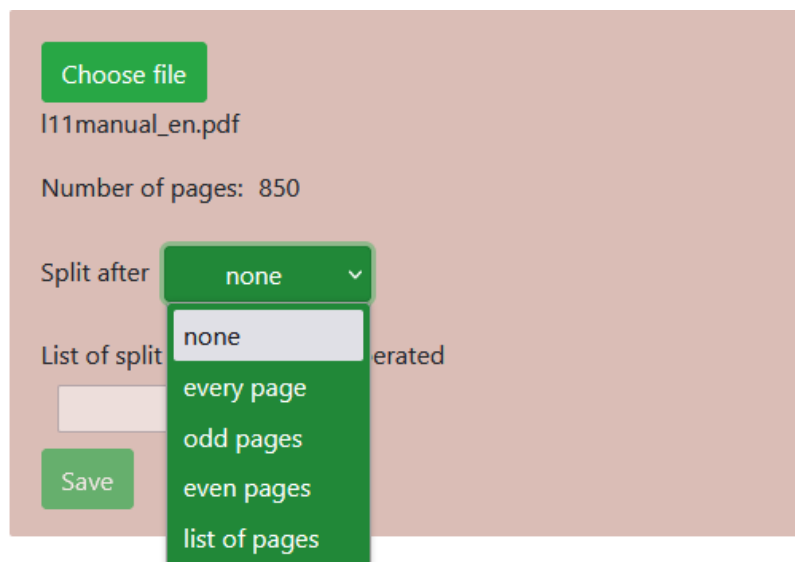 Choose file
l11manual_en.pdf
Number of pages: 850
Split after none
none
List of split erated
every page
odd pages
Save
even pages
list of pages